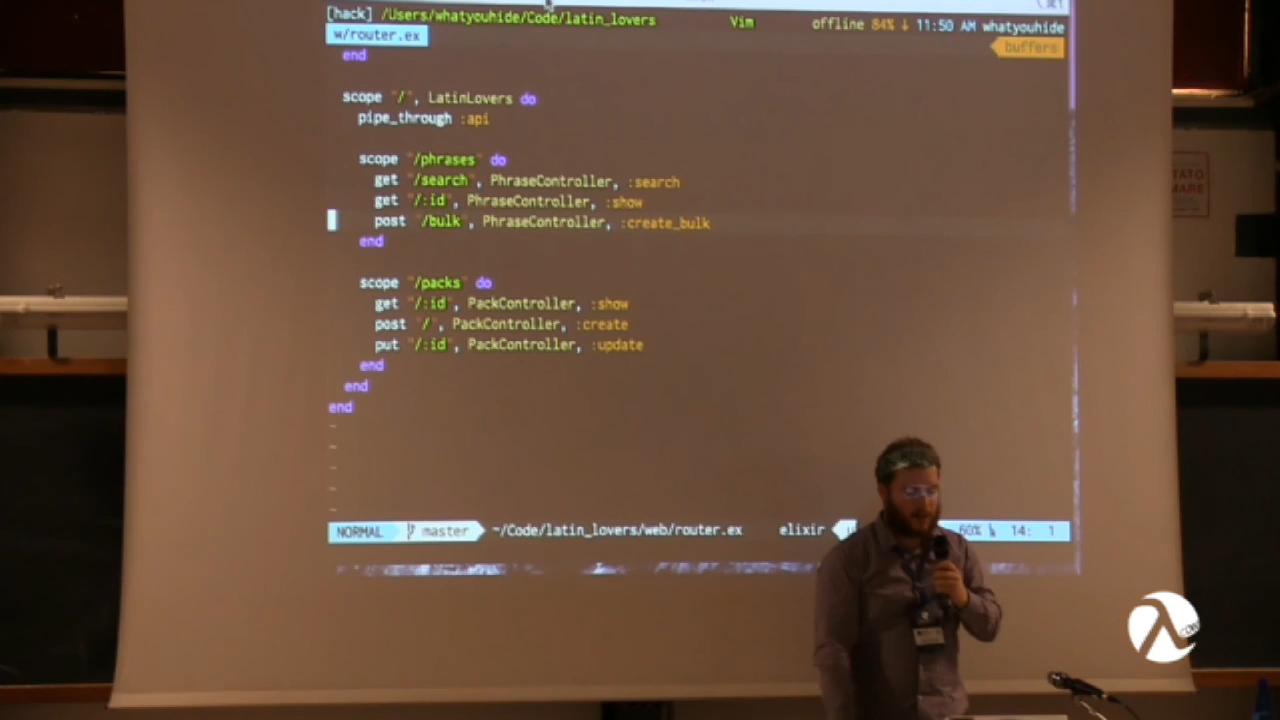 [hack] /Users/whatyouhide/Code/latin_lovers Vim offline 84% ↓ 11:50 AM whatyouhide
w/router.ex buffers
end
scope "/", LatinLovers do
pipe_through :api
scope "/phrases" do
get "/search", PhraseController, :search
get "/:id", PhraseController, :show
post "/bulk", PhraseController, :create_bulk
end
scope "/packs" do
get "/:id", PackController, :show
post "/", PackController, :create
put "/:id", PackController, :update
end
end
end
~
~
~
~
NORMAL master ~/Code/latin_lovers/web/router.ex elixir 60% 14: 1
TATO
MARE
λ CON